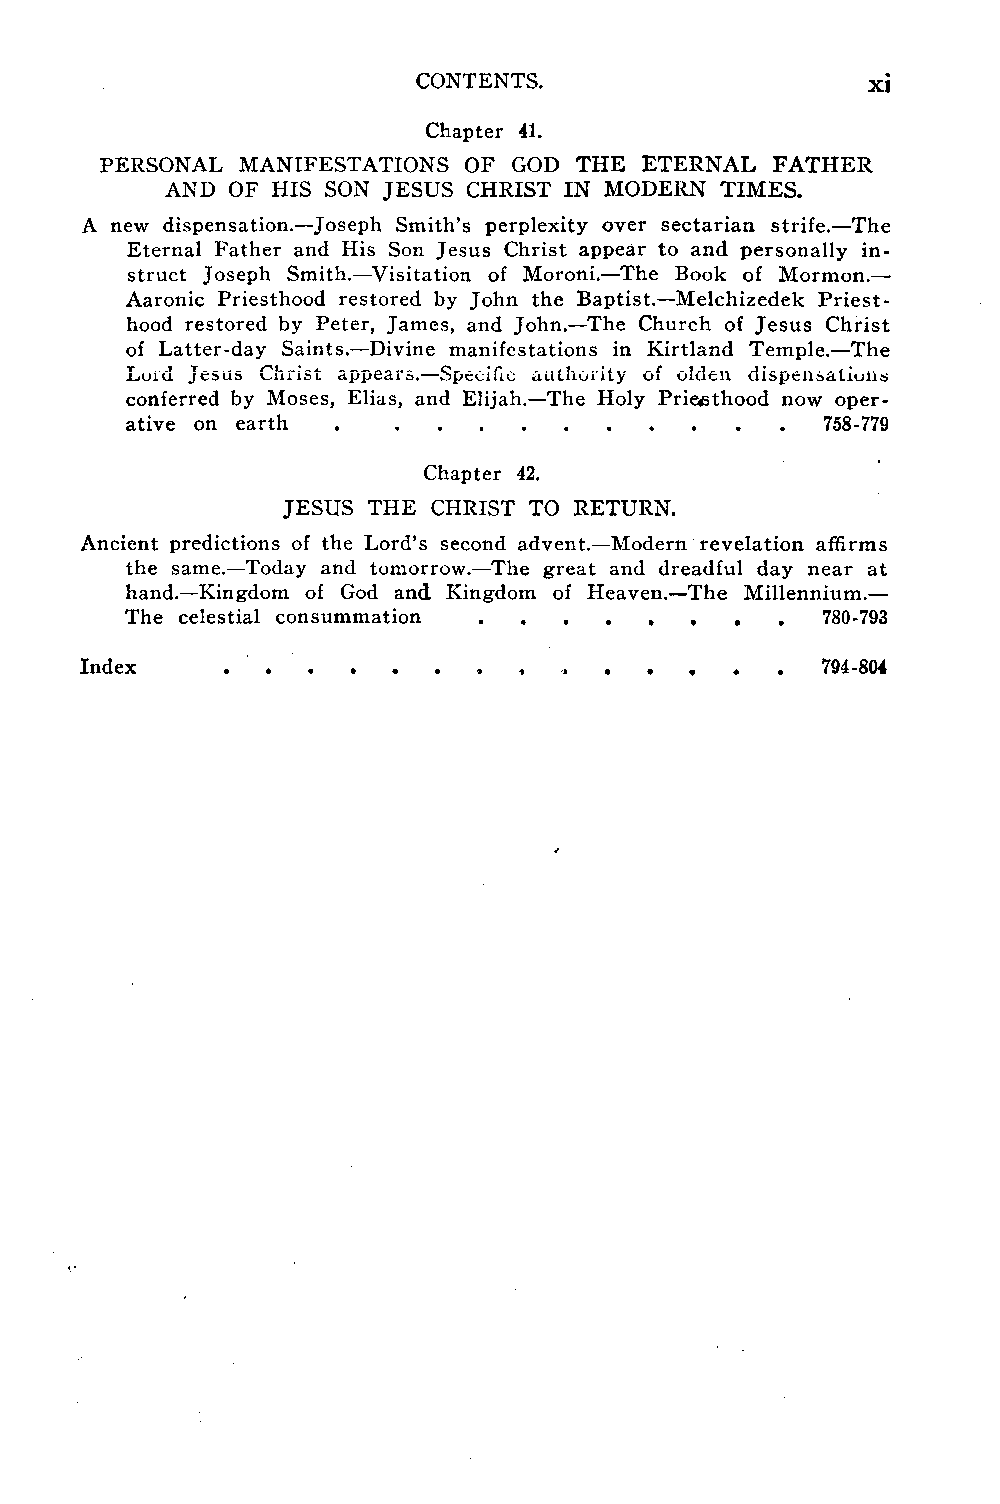 CONTENTS. xi
Chapter 41.
PERSONAL MANIFESTATIONS OF GOD THE ETERNAL FATHER
AND OF HIS SON JESUS CHRIST IN MODERN TIMES.
A new dispensation.—Joseph Smith's perplexity over sectarian strife.—The
Eternal Father and His Son Jesus Christ appear to and personally in-
struct Joseph Smith.—Visitation of Moroni.—The Book of Mormon.—
Aaronic Priesthood restored by John the Baptist.—Melchizedek Priest-
hood restored by Peter, James, and John.—The Church of Jesus Christ
of Latter-day Saints.—Divine manifestations in Kirtland Temple.—The
Lord Jesus Christ appears.—Specific authority of olden dispensations
conferred by Moses, Elias, and Elijah.—The Holy Priesthood now oper-
ative on earth . . . . . . . . . . . 758-779
Chapter 42.
JESUS THE CHRIST TO RETURN.
Ancient predictions of the Lord's second advent.—Modern revelation affirms
the same.—Today and tomorrow.—The great and dreadful day near at
hand.—Kingdom of God and Kingdom of Heaven.—The Millennium.—
The celestial consummation . . . . . . . . 780-793
Index . . . . . . . . . . . . . . 794-804